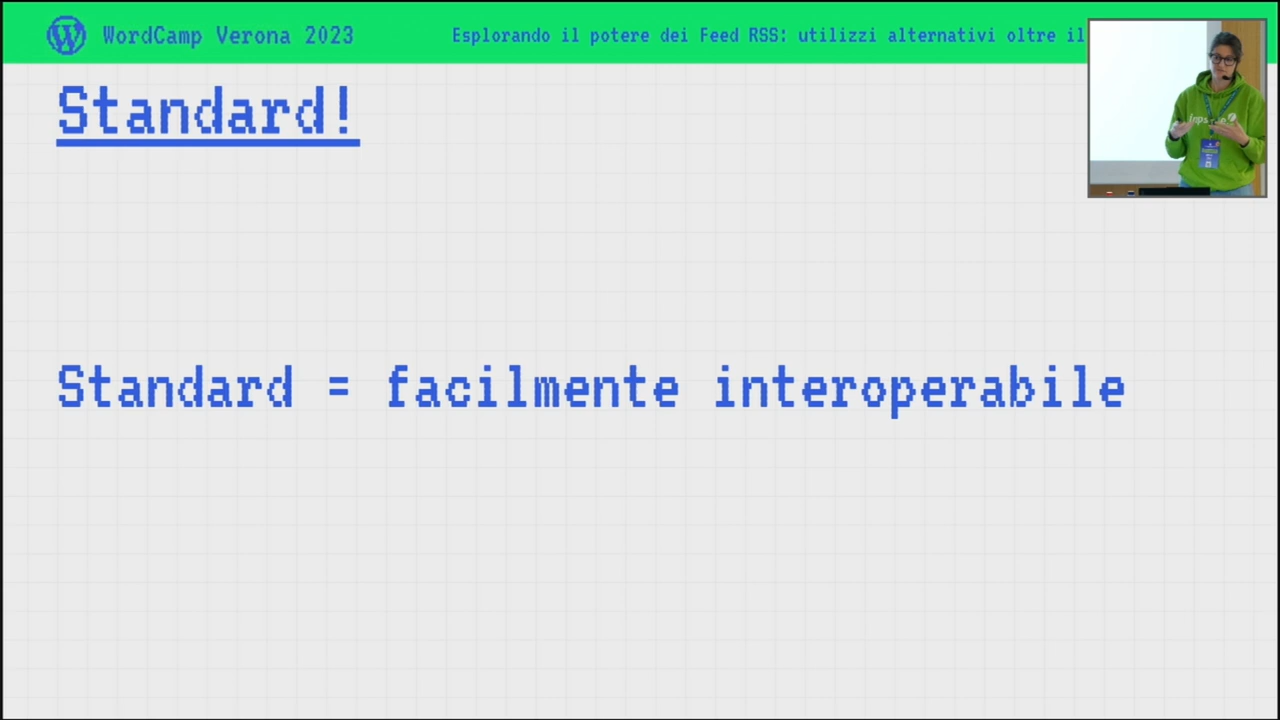 WordCamp Verona 2023
Esplorando il potere dei Feed RSS: utilizzi alternativi oltre il
Standard!
Standard = facilmente interoperabile